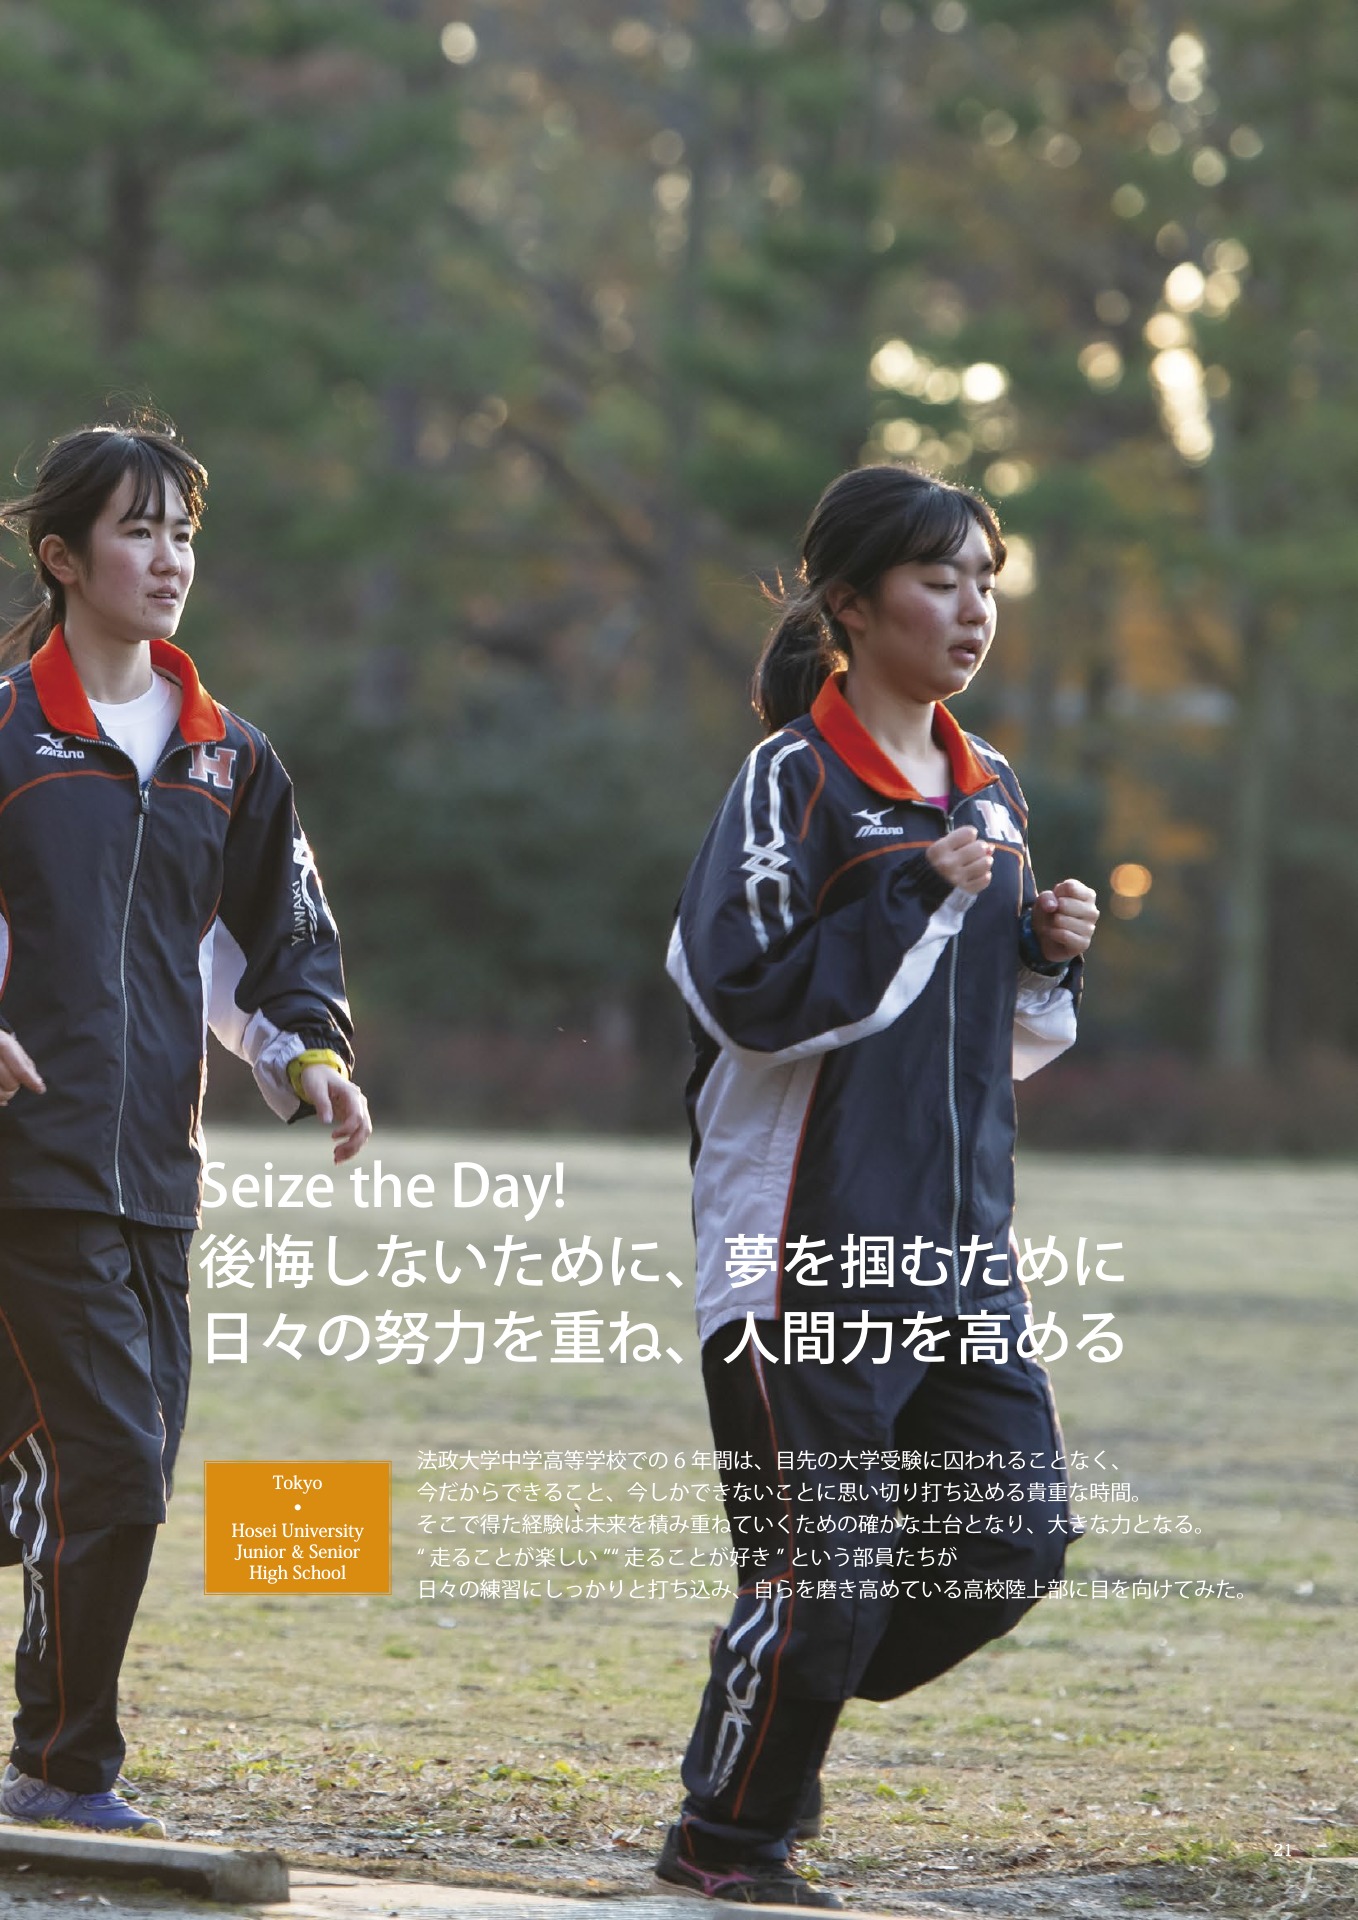 MIZUNO
H
Y.IWAKI
MIZUNO
Seize the Day!
後悔しないために、夢を掴むために
日々の努力を重ね、人間力を高める
Tokyo
•
Hosei University
Junior & Senior
High School
法政大学中学高等学校での 6 年間は、目先の大学受験に囚われることなく、
今だからできること、今しかできないことに思い切り打ち込める貴重な時間。
そこで得た経験は未来を積み重ねていくための確かな土台となり、大きな力となる。
“ 走ることが楽しい ”“ 走ることが好き ” という部員たちが
日々の練習にしっかりと打ち込み、自らを磨き高めている高校陸上部に目を向けてみた。
21